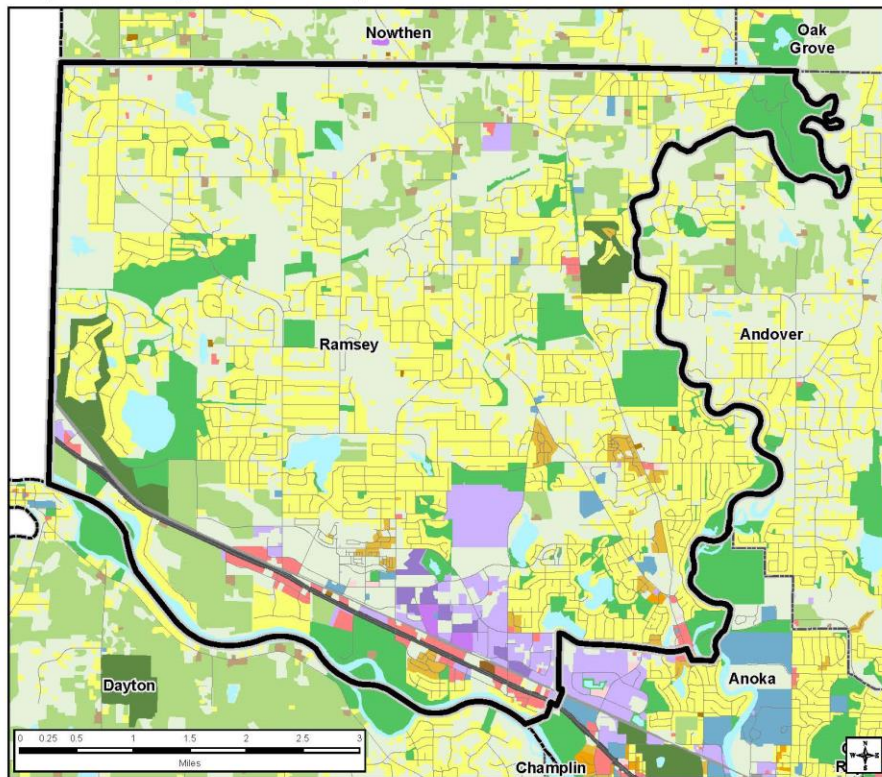 Nowthen
Oak
Grove
Ramsey
Andover
Dayton
Anoka
Champlin
0 0.25 0.5 1 1.5 2 2.5 3
Miles
N
W E
S